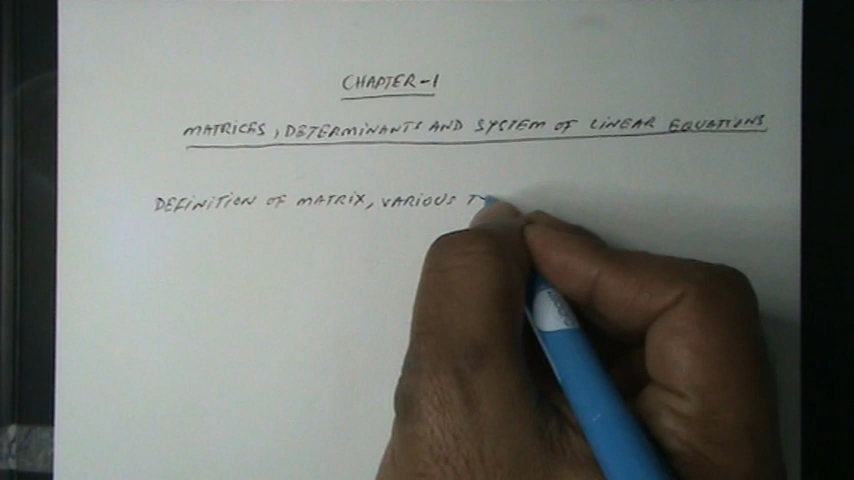 CHAPTER-1
MATRICES, DETERMINANTS AND SYSTEM OF LINEAR EQUATIONS
DEFINITION OF MATRIX, VARIOUS